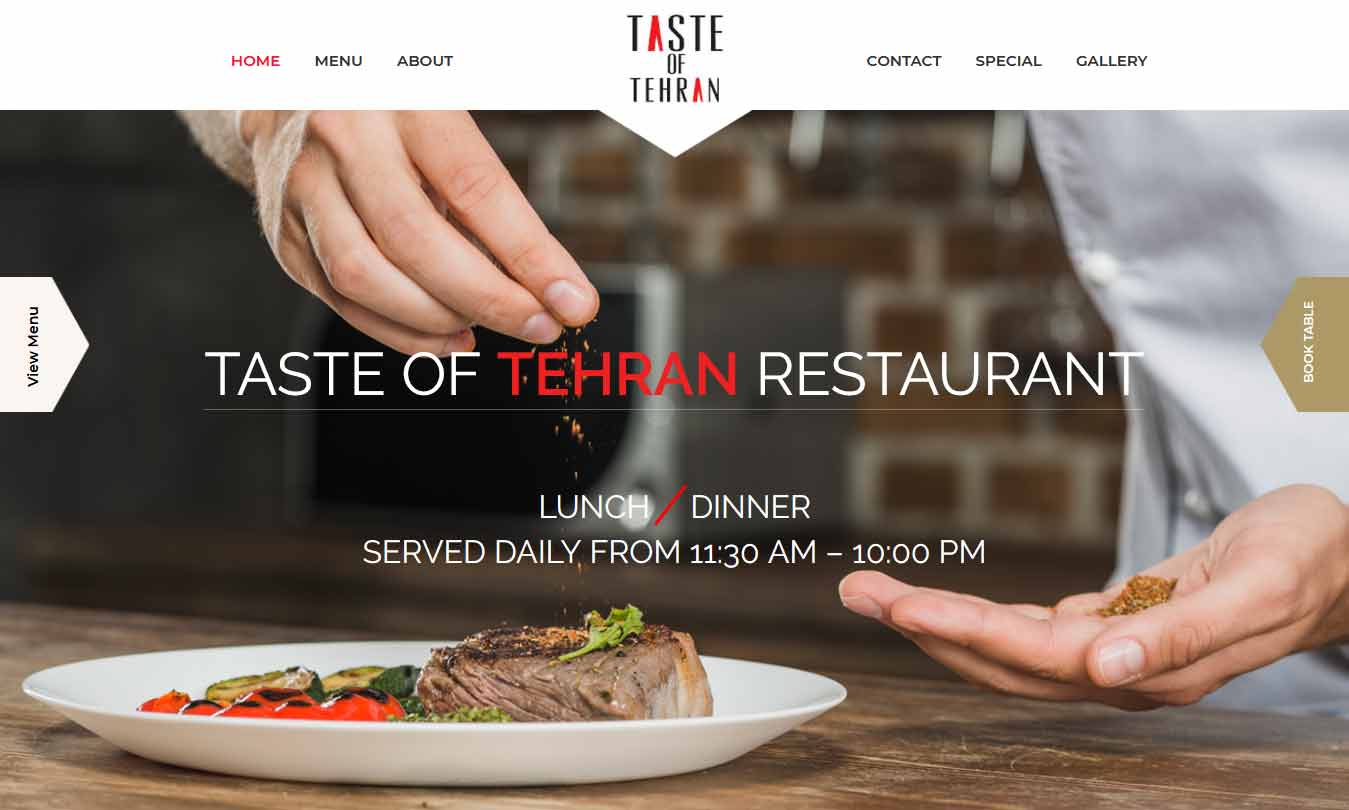 HOME MENU ABOUT
TASTE
OF
TEHRAN
CONTACT SPECIAL GALLERY
View Menu
BOOK TABLE
TASTE OF TEHRAN RESTAURANT
LUNCH / DINNER
SERVED DAILY FROM 11:30 AM – 10:00 PM